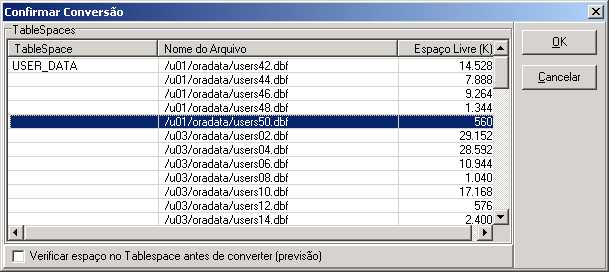 Confirmar Conversão
TableSpaces
TableSpace Nome do Arquivo Espaço Livre (K)
USER_DATA /u01/oradata/users42.dbf 14.528
/u01/oradata/users44.dbf 7.888
/u01/oradata/users46.dbf 9.264
/u01/oradata/users48.dbf 1.344
/u01/oradata/users50.dbf 560
/u03/oradata/users02.dbf 29.152
/u03/oradata/users04.dbf 28.592
/u03/oradata/users06.dbf 10.944
/u03/oradata/users08.dbf 1.040
/u03/oradata/users10.dbf 17.168
/u03/oradata/users12.dbf 576
/u03/oradata/users14.dbf 2.400
Verificar espaço no Tablespace antes de converter (previsão)
OK
Cancelar